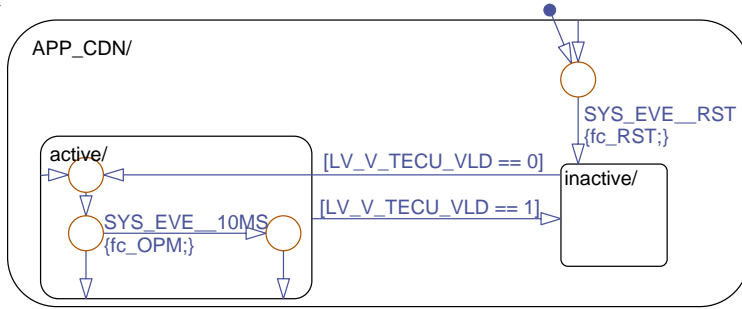 APP_CDN/
SYS_EVE__RST
{fc_RST;}
active/
[LV_V_TECU_VLD == 0]
inactive/
[LV_V_TECU_VLD == 1]
SYS_EVE__10MS
{fc_OPM;}